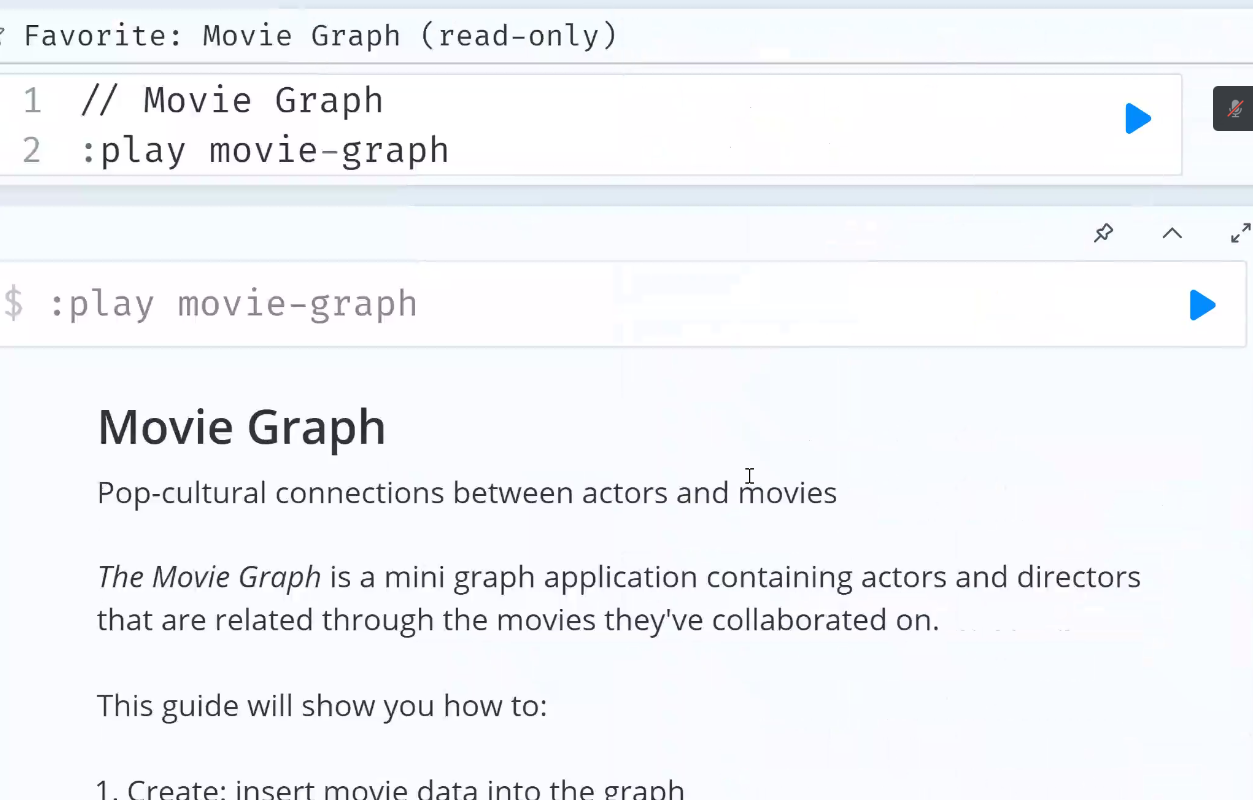 Favorite: Movie Graph (read-only)
1 // Movie Graph
2 :play movie-graph
$ :play movie-graph
Movie Graph
Pop-cultural connections between actors and movies
The Movie Graph is a mini graph application containing actors and directors
that are related through the movies they've collaborated on.
This guide will show you how to:
1. Create: insert movie data into the graph